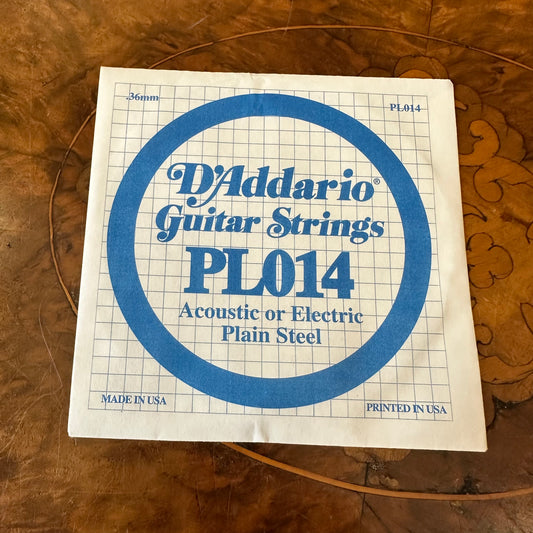 .36mm PL014
D'Addario®
Guitar Strings
PL014
Acoustic or Electric
Plain Steel
MADE IN USA PRINTED IN USA